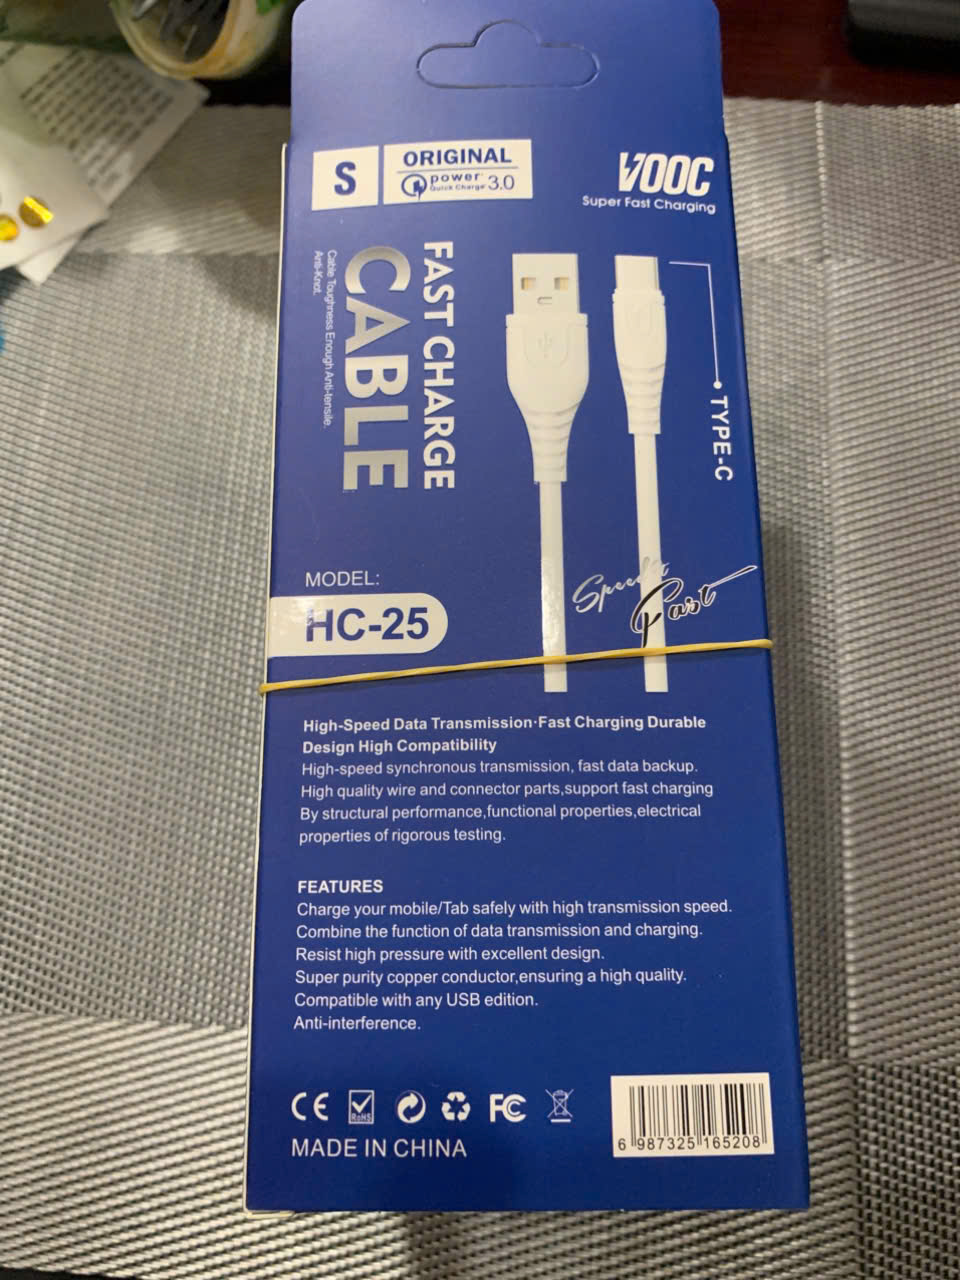 S
ORIGINAL
power
Quick Charge 3.0
VOOC
Super Fast Charging
FAST CHARGE
CABLE
Cable Toughness Enough Anti-tensile.
Anti-Knot.
TYPE-C
MODEL:
HC-25
Speedn
Fast
High-Speed Data Transmission·Fast Charging Durable
Design High Compatibility
High-speed synchronous transmission, fast data backup.
High quality wire and connector parts,support fast charging
By structural performance,functional properties,electrical
properties of rigorous testing.
FEATURES
Charge your mobile/Tab safely with high transmission speed.
Combine the function of data transmission and charging.
Resist high pressure with excellent design.
Super purity copper conductor,ensuring a high quality.
Compatible with any USB edition.
Anti-interference.
CE RoHS FC
MADE IN CHINA
6 987325 165208